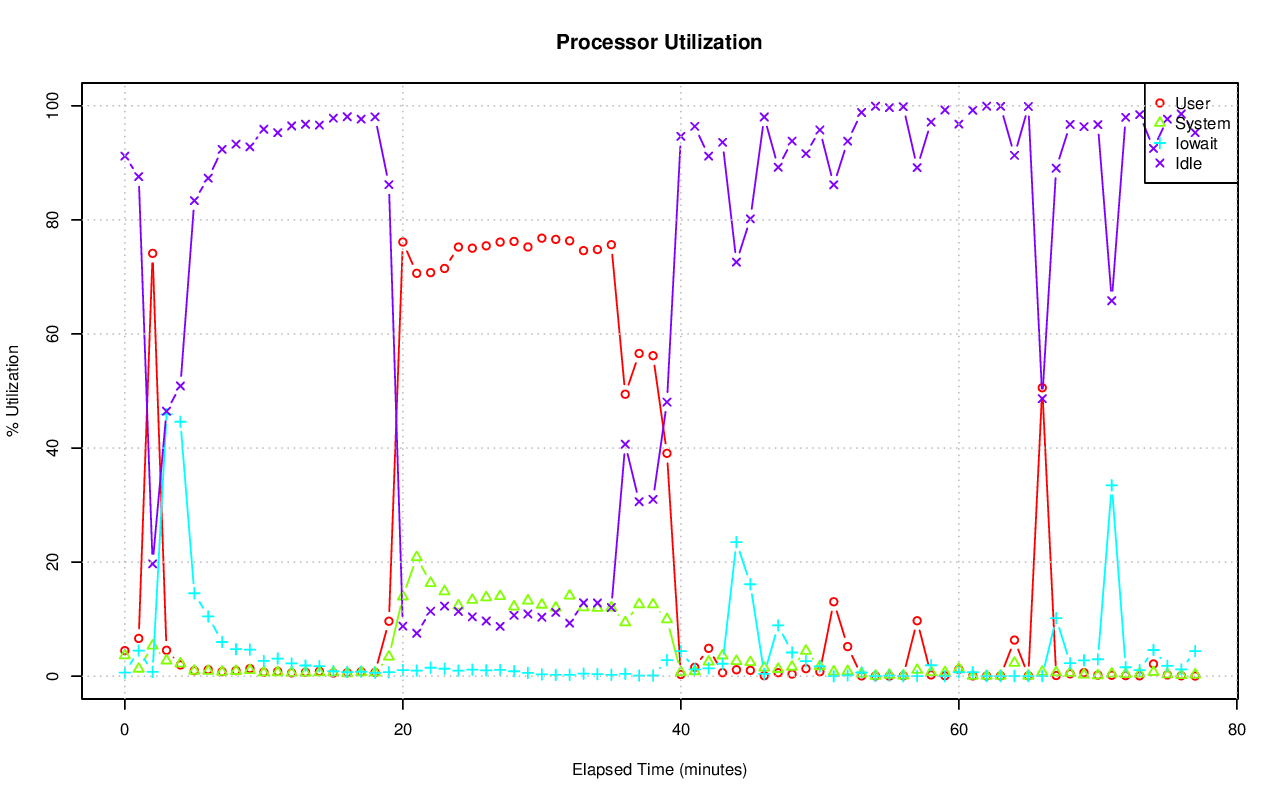 Processor Utilization
% Utilization
100
80
60
40
20
0
User
System
Iowait
Idle
0 20 40 60 80
Elapsed Time (minutes)